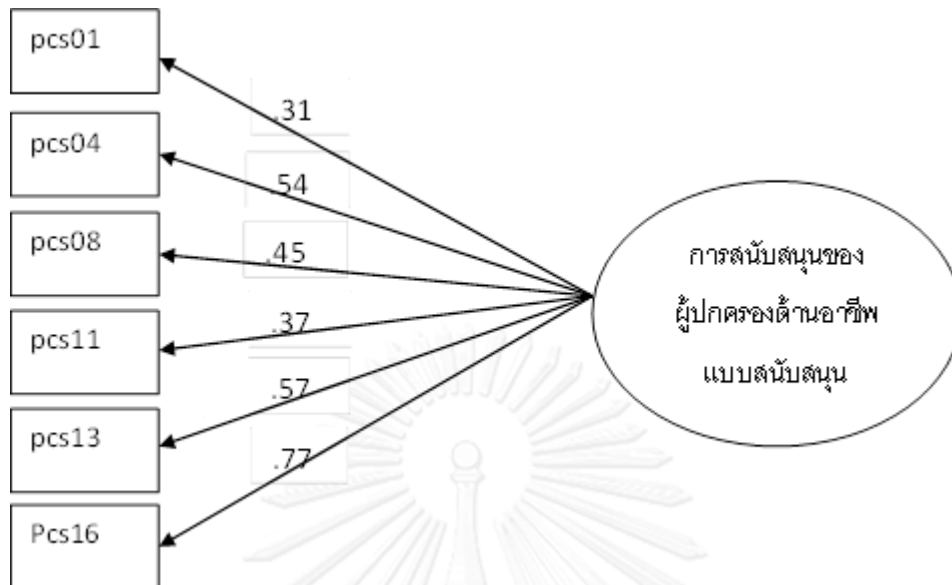 pcs01
.31
pcs04
.54
pcs08
.45
pcs11
.37
pcs13
.57
Pcs16
.77
การสนับสนุนของ
ผู้ปกครองด้านอาชีพ
แบบสนับสนุน